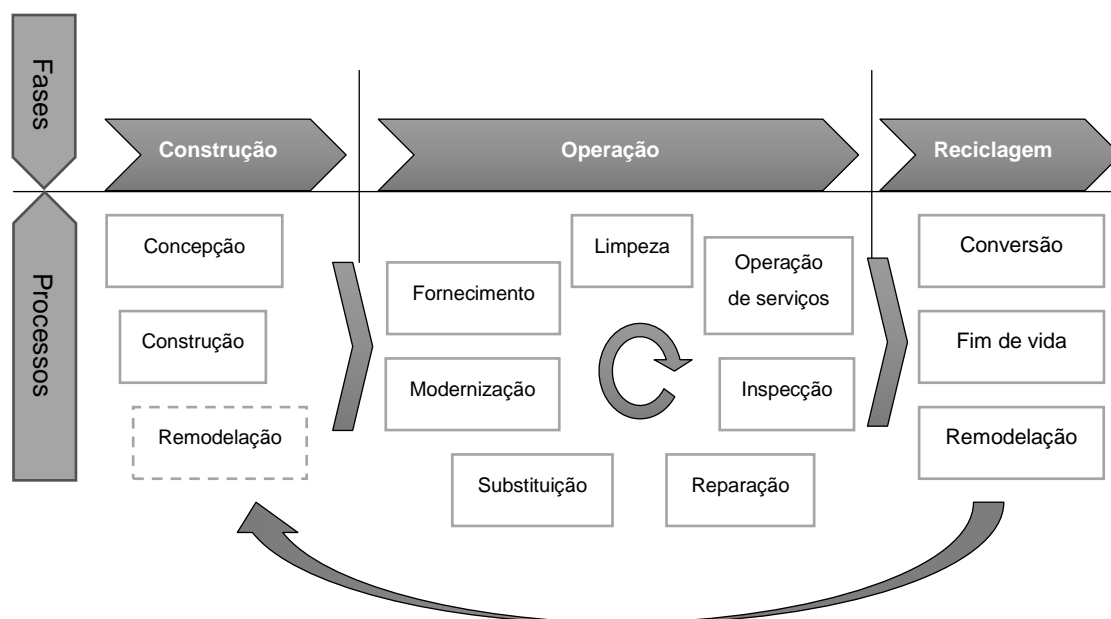 Fases
Construção
Operação
Reciclagem
Processos
Concepção
Construção
Remodelação
Fornecimento
Limpeza
Operação
de serviços
Modernização
Inspecção
Substituição
Reparação
Conversão
Fim de vida
Remodelação